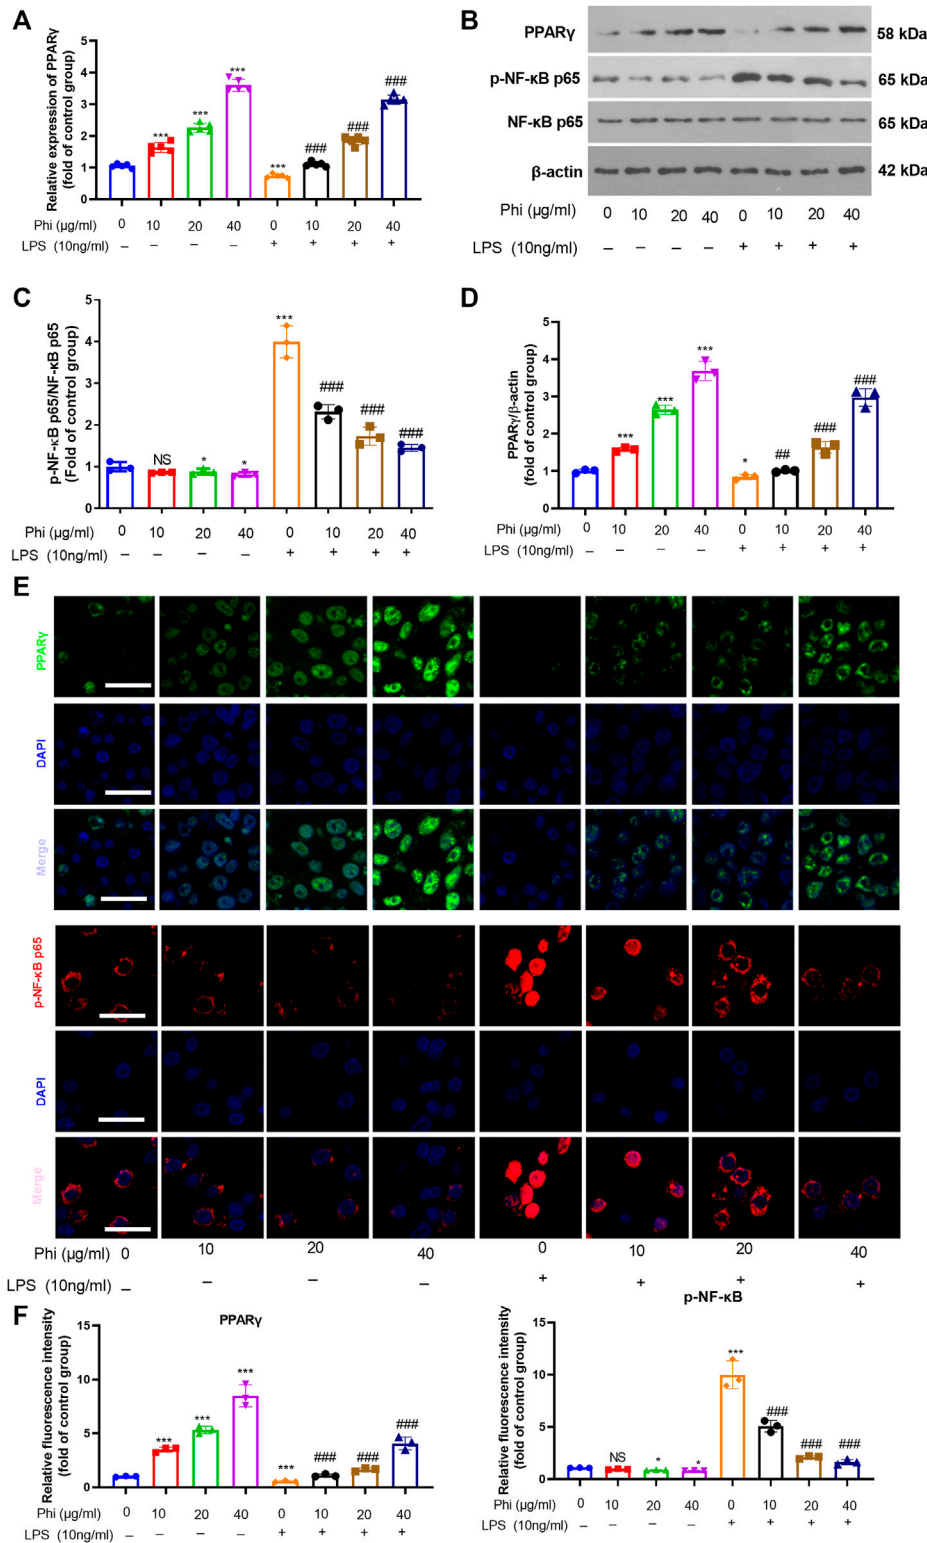 A
Relative expression of PPARγ
(fold of control group)
5
4
3
2
1
0
***
***
***
***
###
###
###
Phi (μg/ml) 0 10 20 40 0 10 20 40
LPS (10ng/ml) – – – – + + + +
B
PPARγ 58 kDa
p-NF-κB p65 65 kDa
NF-κB p65 65 kDa
β-actin 42 kDa
Phi (μg/ml) 0 10 20 40 0 10 20 40
LPS (10ng/ml) – – – – + + + +
C
p-NF-κB p65/NF-κB p65
(Fold of control group)
5
4
3
2
1
0
NS
*
*
***
###
###
###
Phi (μg/ml) 0 10 20 40 0 10 20 40
LPS (10ng/ml) – – – – + + + +
D
PPARγ/β-actin
(fold of control group)
5
4
3
2
1
0
***
***
***
*
##
###
###
Phi (μg/ml) 0 10 20 40 0 10 20 40
LPS (10ng/ml) – – – – + + + +
E
PPARγ
DAPI
Merge
p-NF-κB p65
DAPI
Merge
Phi (μg/ml) 0 10 20 40 0 10 20 40
LPS (10ng/ml) – – – – + + + +
F
PPARγ
Relative fluorescence intensity
(fold of control group)
15
10
5
0
***
***
***
***
###
###
###
Phi (μg/ml) 0 10 20 40 0 10 20 40
LPS (10ng/ml) – – – – + + + +
p-NF-κB
Relative fluorescence intensity
(fold of control group)
15
10
5
0
NS
*
*
***
###
###
###
Phi (μg/ml) 0 10 20 40 0 10 20 40
LPS (10ng/ml) – – – – + + + +